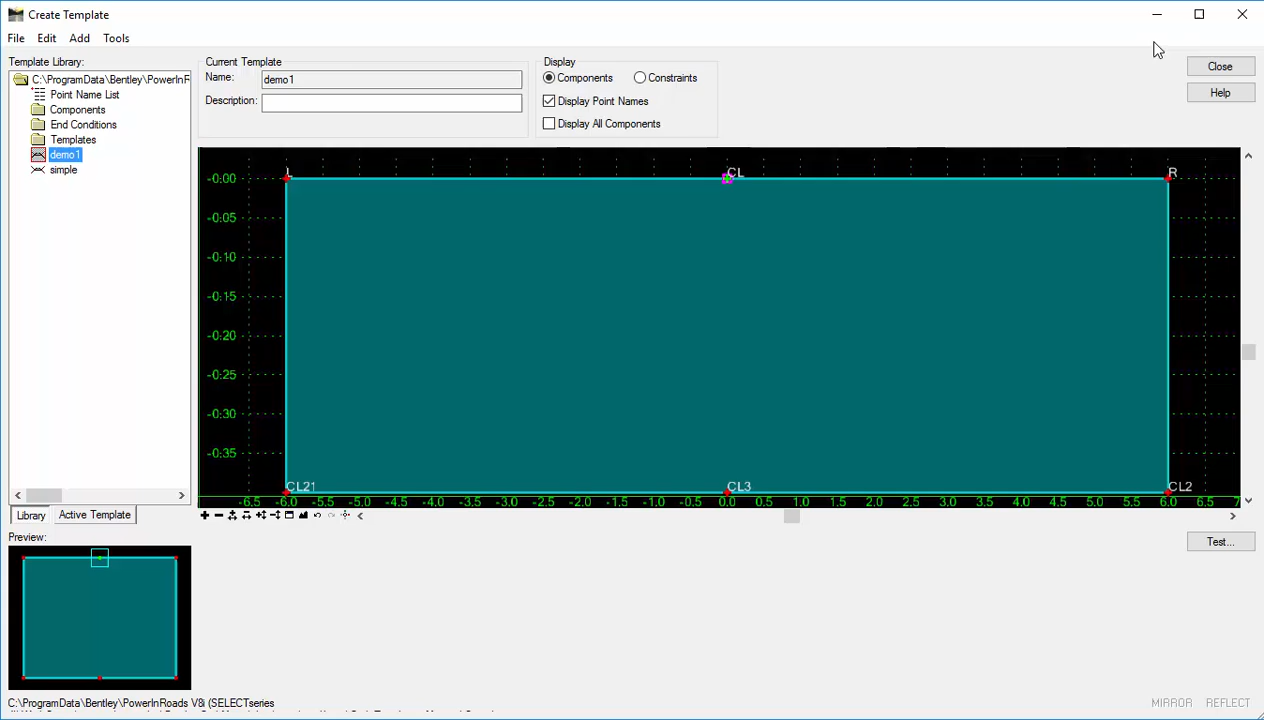 Create Template
File Edit Add Tools
Template Library:
C:\ProgramData\Bentley\PowerInR
Point Name List
Components
End Conditions
Templates
demo1
simple
Library Active Template
Current Template
Name: demo1
Description:
Display
Components Constraints
Display Point Names
Display All Components
Close
Help
L CL R
-0:00
-0:05
-0:10
-0:15
-0:20
-0:25
-0:30
-0:35
CL21 CL3 CL2
-6.5 -6.0 -5.5 -5.0 -4.5 -4.0 -3.5 -3.0 -2.5 -2.0 -1.5 -1.0 -0.5 0.0 0.5 1.0 1.5 2.0 2.5 3.0 3.5 4.0 4.5 5.0 5.5 6.0 6.5 7
Test...
Preview:
C:\ProgramData\Bentley\PowerInRoads V8i (SELECTseries
MIRROR REFLECT